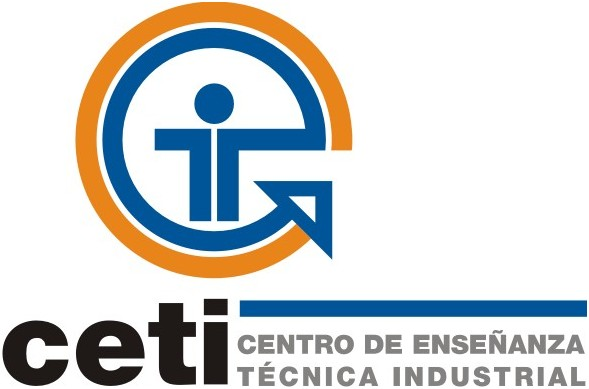 ceti
CENTRO DE ENSEÑANZA
TÉCNICA INDUSTRIAL